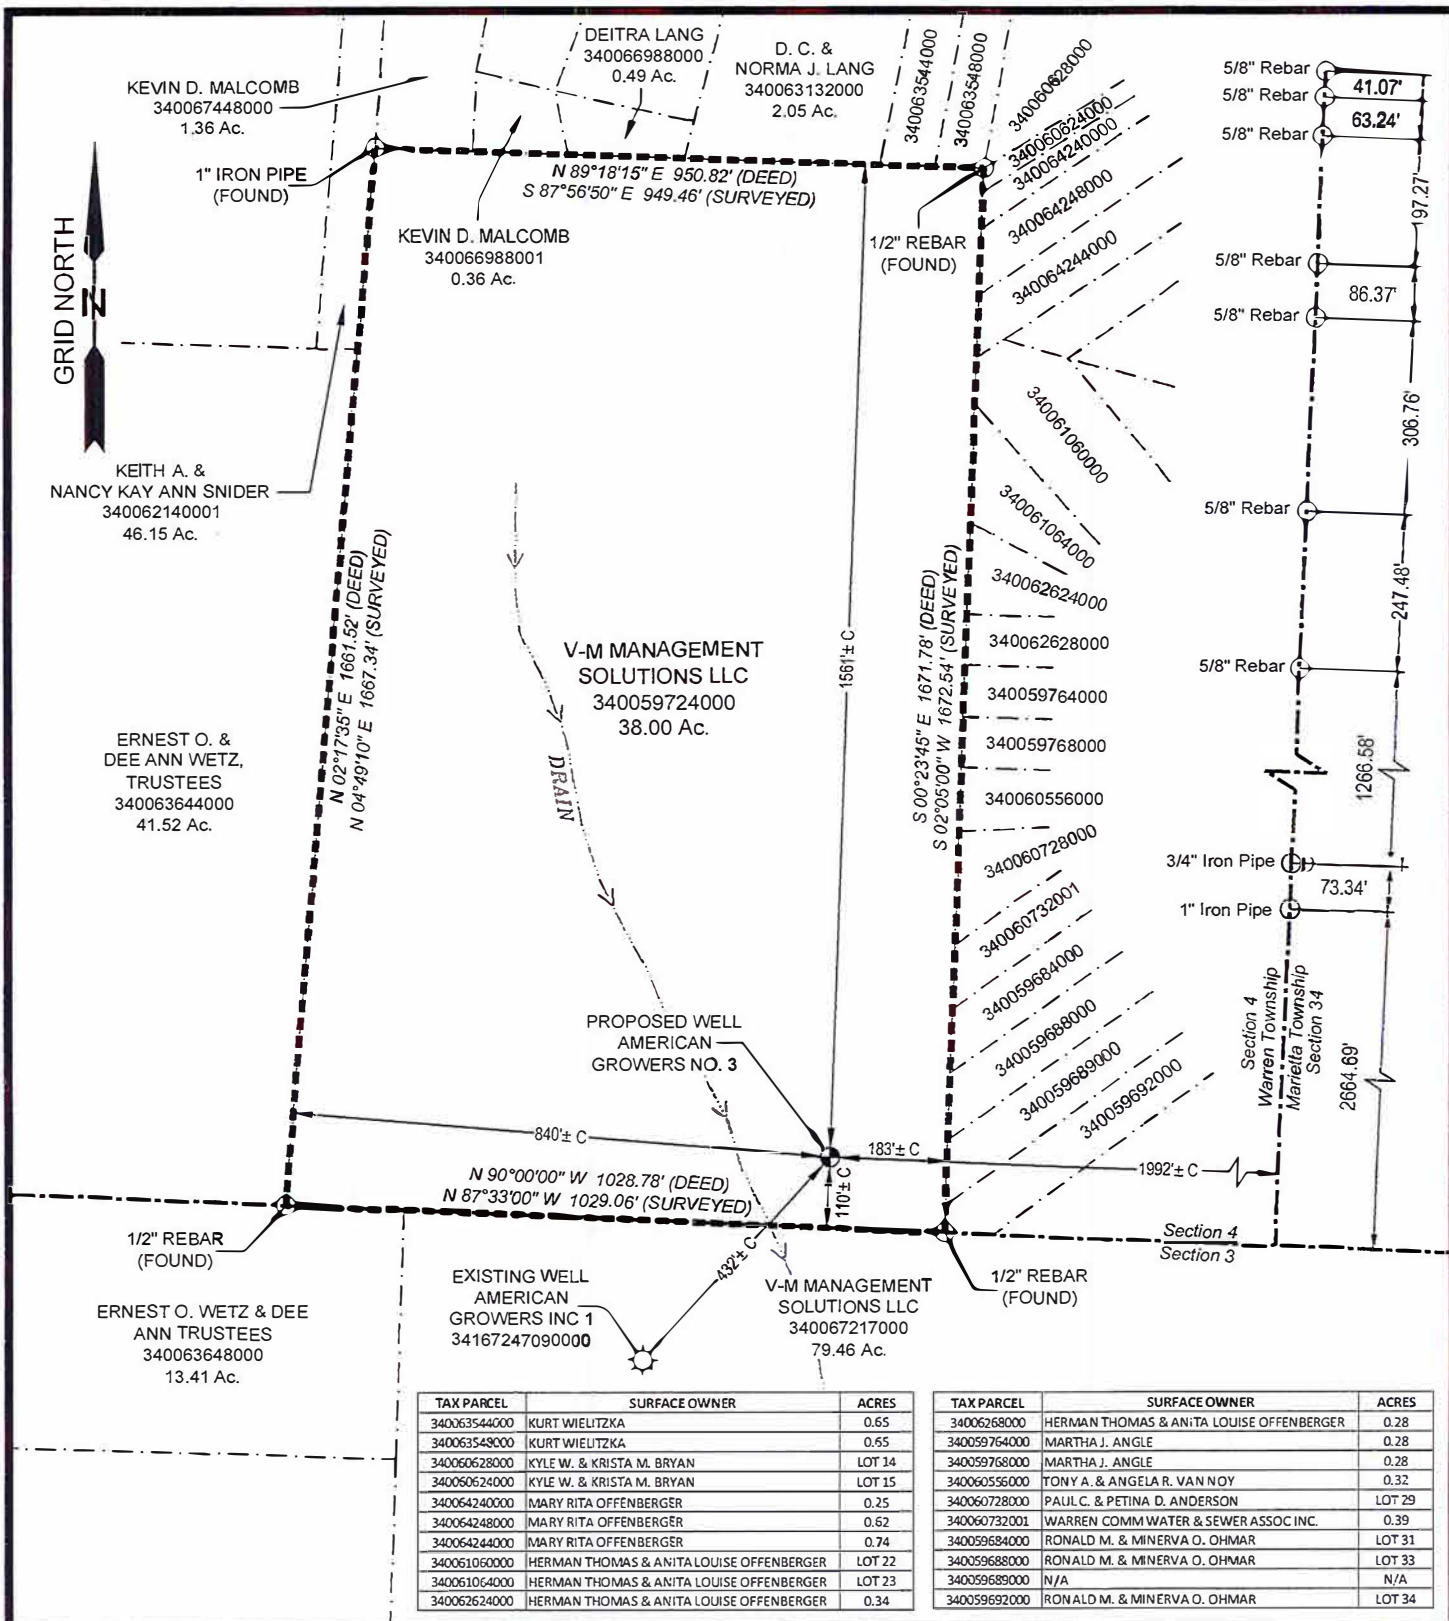 DEITRA LANG
340066988000
0.49 Ac.
D. C. &
NORMA J. LANG
340063132000
2.05 Ac.
KEVIN D. MALCOMB
340067448000
1.36 Ac.
340063544000
340063548000
340060628000
340060624000
340064240000
340064248000
340064244000
1" IRON PIPE
(FOUND)
N 89°18'15" E 950.82' (DEED)
S 87°56'50" E 949.46' (SURVEYED)
KEVIN D. MALCOMB
340066988001
0.36 Ac.
1/2" REBAR
(FOUND)
GRID NORTH
N
KEITH A. &
NANCY KAY ANN SNIDER
340062140001
46.15 Ac.
N 02°17'35" E 1661.52' (DEED)
N 04°49'10" E 1667.34' (SURVEYED)
V-M MANAGEMENT
SOLUTIONS LLC
340059724000
38.00 Ac.
DRAIN
1561'± C
S 00°23'45" E 1671.78' (DEED)
S 02°05'00" W 1672.54' (SURVEYED)
340061060000
340061064000
340062624000
340062628000
340059764000
340059768000
340060556000
340060728000
340060732001
340059684000
340059688000
340059689000
340059692000
ERNEST O. &
DEE ANN WETZ,
TRUSTEES
340063644000
41.52 Ac.
5/8" Rebar
41.07'
5/8" Rebar
63.24'
5/8" Rebar
197.27'
5/8" Rebar
86.37'
5/8" Rebar
306.76'
5/8" Rebar
247.48'
5/8" Rebar
1266.58'
3/4" Iron Pipe
73.34'
1" Iron Pipe
2664.69'
Section 4
Warren Township
Marietta Township
Section 34
PROPOSED WELL
AMERICAN
GROWERS NO. 3
840'± C
183'± C
1992'± C
110'± C
N 90°00'00" W 1028.78' (DEED)
N 87°33'00" W 1029.06' (SURVEYED)
432'± C
Section 4
Section 3
1/2" REBAR
(FOUND)
1/2" REBAR
(FOUND)
EXISTING WELL
AMERICAN
GROWERS INC 1
34167247090000
V-M MANAGEMENT
SOLUTIONS LLC
340067217000
79.46 Ac.
ERNEST O. WETZ & DEE
ANN TRUSTEES
340063648000
13.41 Ac.
TAX PARCEL SURFACE OWNER ACRES
340063544000 KURT WIELITZKA 0.65
340063548000 KURT WIELITZKA 0.65
340060628000 KYLE W. & KRISTA M. BRYAN LOT 14
340060624000 KYLE W. & KRISTA M. BRYAN LOT 15
340064240000 MARY RITA OFFENBERGER 0.25
340064248000 MARY RITA OFFENBERGER 0.62
340064244000 MARY RITA OFFENBERGER 0.74
340061060000 HERMAN THOMAS & ANITA LOUISE OFFENBERGER LOT 22
340061064000 HERMAN THOMAS & ANITA LOUISE OFFENBERGER LOT 23
340062624000 HERMAN THOMAS & ANITA LOUISE OFFENBERGER 0.34
TAX PARCEL SURFACE OWNER ACRES
34006268000 HERMAN THOMAS & ANITA LOUISE OFFENBERGER 0.28
340059764000 MARTHA J. ANGLE 0.28
340059768000 MARTHA J. ANGLE 0.28
340060556000 TONY A. & ANGELA R. VAN NOY 0.32
340060728000 PAUL C. & PETINA D. ANDERSON LOT 29
340060732001 WARREN COMM WATER & SEWER ASSOC INC. 0.39
340059684000 RONALD M. & MINERVA O. OHMAR LOT 31
340059688000 RONALD M. & MINERVA O. OHMAR LOT 33
340059689000 N/A N/A
340059692000 RONALD M. & MINERVA O. OHMAR LOT 34